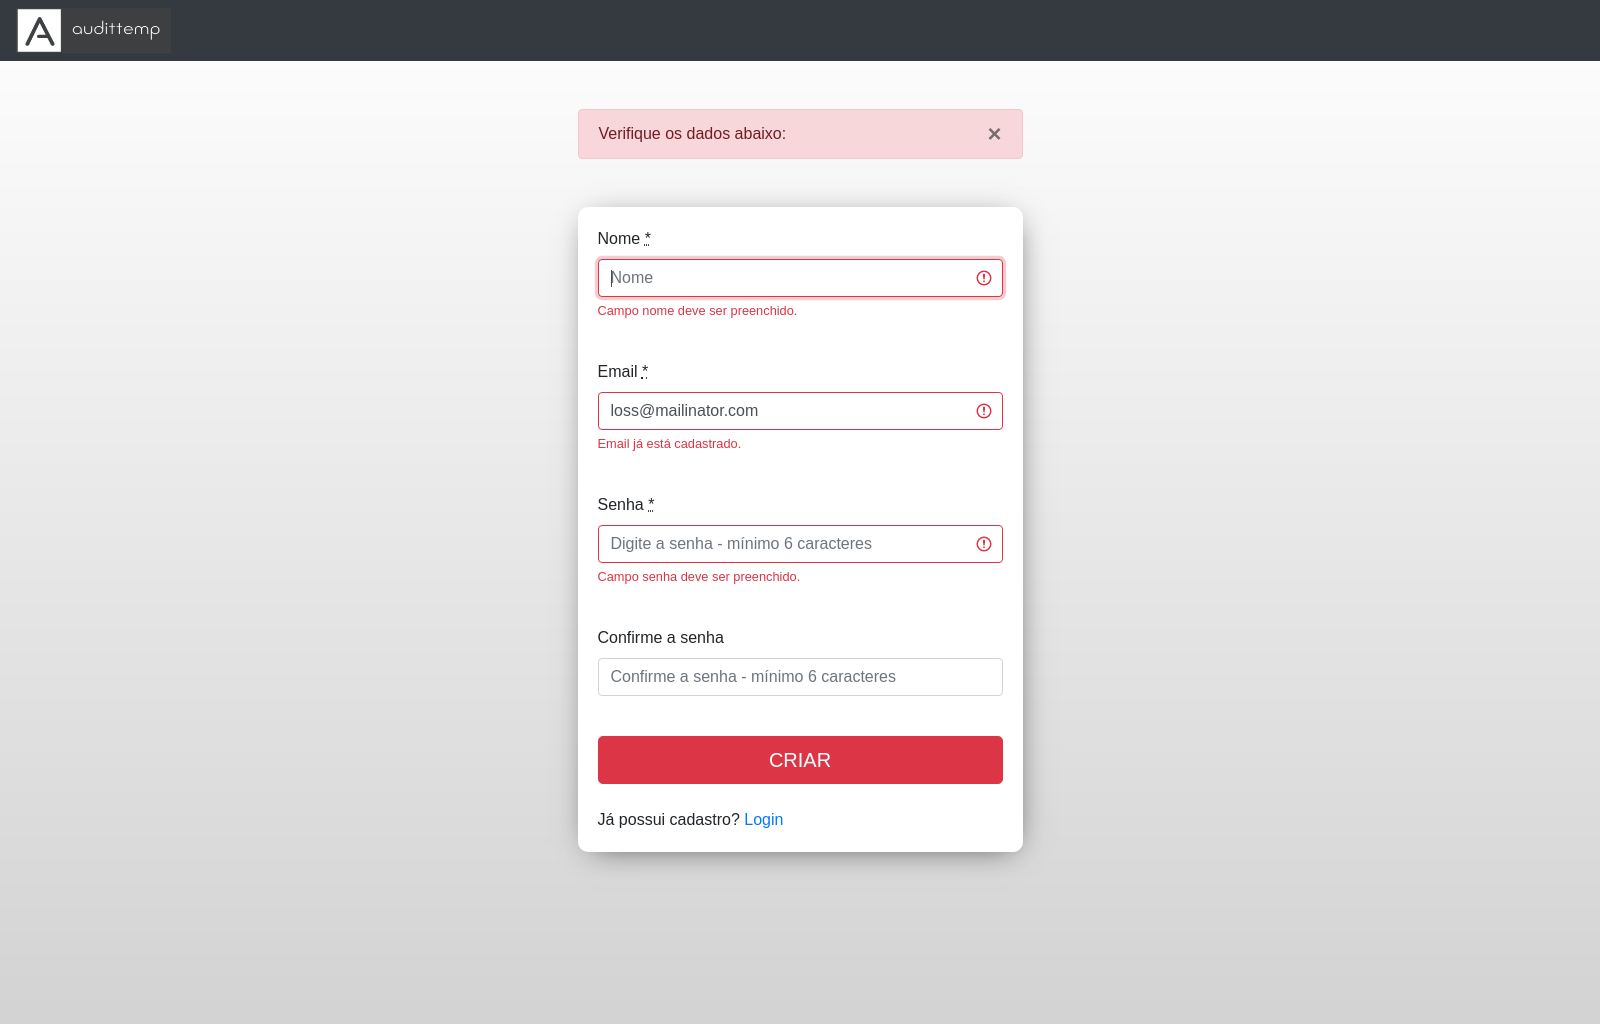 A audittemp
Verifique os dados abaixo: ×
Nome *
Nome
Campo nome deve ser preenchido.
Email *
loss@mailinator.com
Email já está cadastrado.
Senha *
Digite a senha - mínimo 6 caracteres
Campo senha deve ser preenchido.
Confirme a senha
Confirme a senha - mínimo 6 caracteres
CRIAR
Já possui cadastro? Login